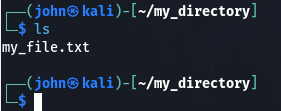 ┌──(john㉿kali)-[~/my_directory]
└─$ ls
my_file.txt
┌──(john㉿kali)-[~/my_directory]
└─$